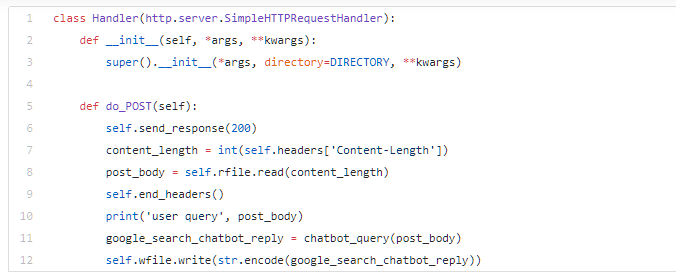 1 class Handler(http.server.SimpleHTTPRequestHandler):
2     def __init__(self, *args, **kwargs):
3         super().__init__(*args, directory=DIRECTORY, **kwargs)
4
5     def do_POST(self):
6         self.send_response(200)
7         content_length = int(self.headers['Content-Length'])
8         post_body = self.rfile.read(content_length)
9         self.end_headers()
10         print('user query', post_body)
11         google_search_chatbot_reply = chatbot_query(post_body)
12         self.wfile.write(str.encode(google_search_chatbot_reply))